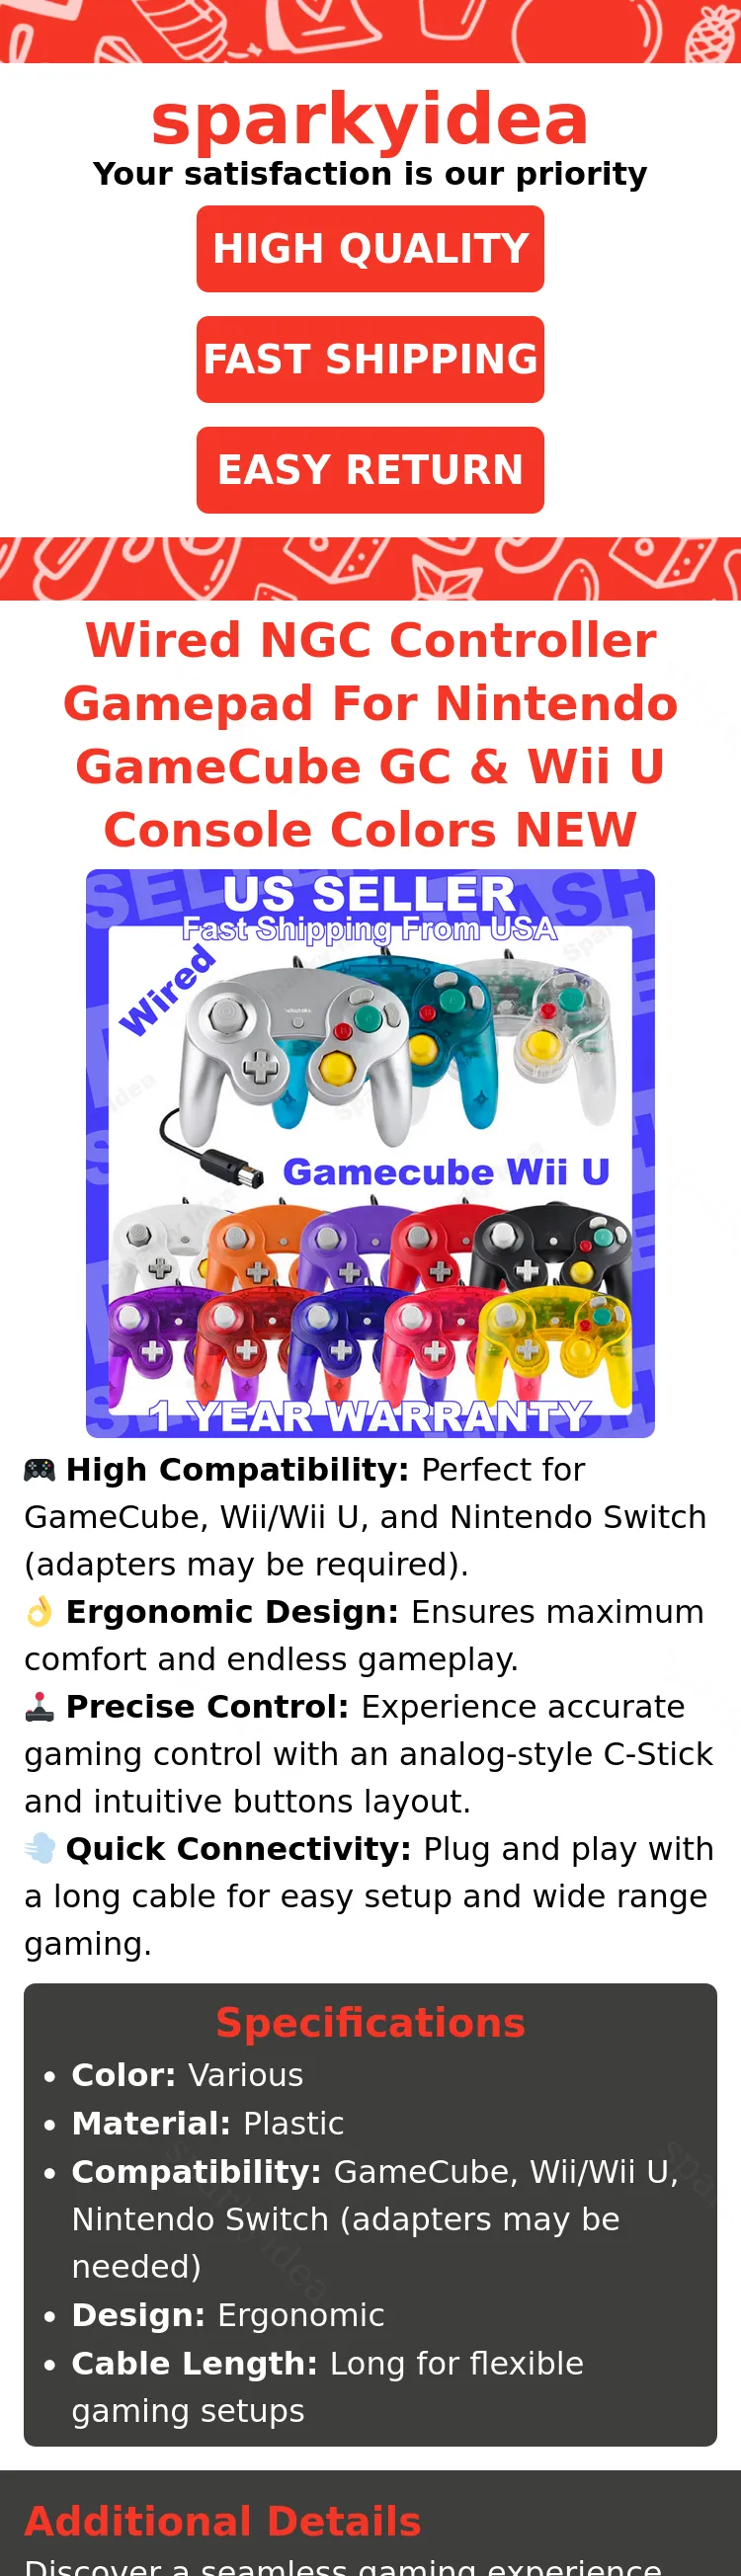 sparkyidea
Your satisfaction is our priority
HIGH QUALITY
FAST SHIPPING
EASY RETURN
Wired NGC Controller
Gamepad For Nintendo
GameCube GC & Wii U
Console Colors NEW
US SELLER
Fast Shipping From USA
Wired
Gamecube Wii U
1 YEAR WARRANTY
🎮 High Compatibility: Perfect for
GameCube, Wii/Wii U, and Nintendo Switch
(adapters may be required).
👌 Ergonomic Design: Ensures maximum
comfort and endless gameplay.
🕹️ Precise Control: Experience accurate
gaming control with an analog-style C-Stick
and intuitive buttons layout.
💨 Quick Connectivity: Plug and play with
a long cable for easy setup and wide range
gaming.
Specifications
• Color: Various
• Material: Plastic
• Compatibility: GameCube, Wii/Wii U,
Nintendo Switch (adapters may be
needed)
• Design: Ergonomic
• Cable Length: Long for flexible
gaming setups
Additional Details
Discover a seamless gaming experience